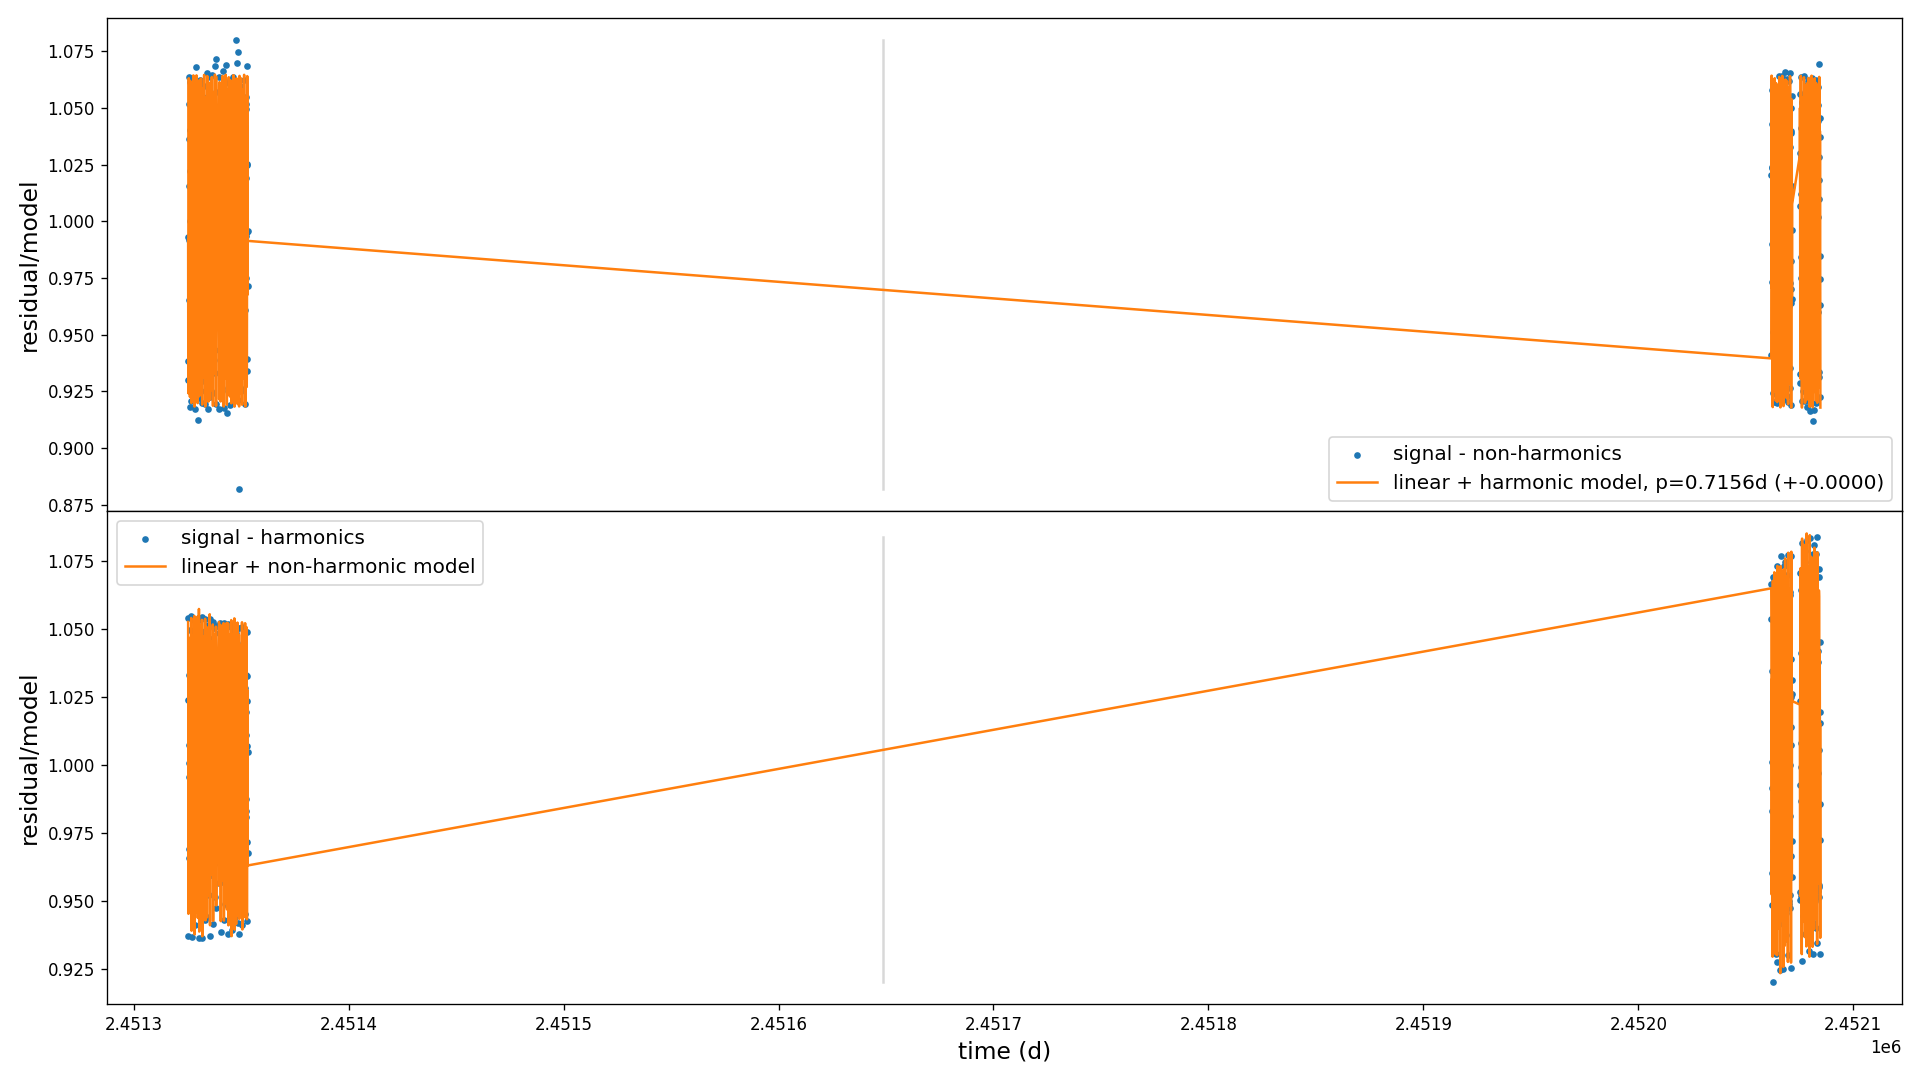 1.075
1.050
1.025
1.000
0.975
0.950
0.925
0.900
0.875
residual/model
signal - non-harmonics
linear + harmonic model, p=0.7156d (+-0.0000)
signal - harmonics
linear + non-harmonic model
1.075
1.050
1.025
1.000
0.975
0.950
0.925
residual/model
2.4513 2.4514 2.4515 2.4516 2.4517 2.4518 2.4519 2.4520 2.4521
1e6
time (d)